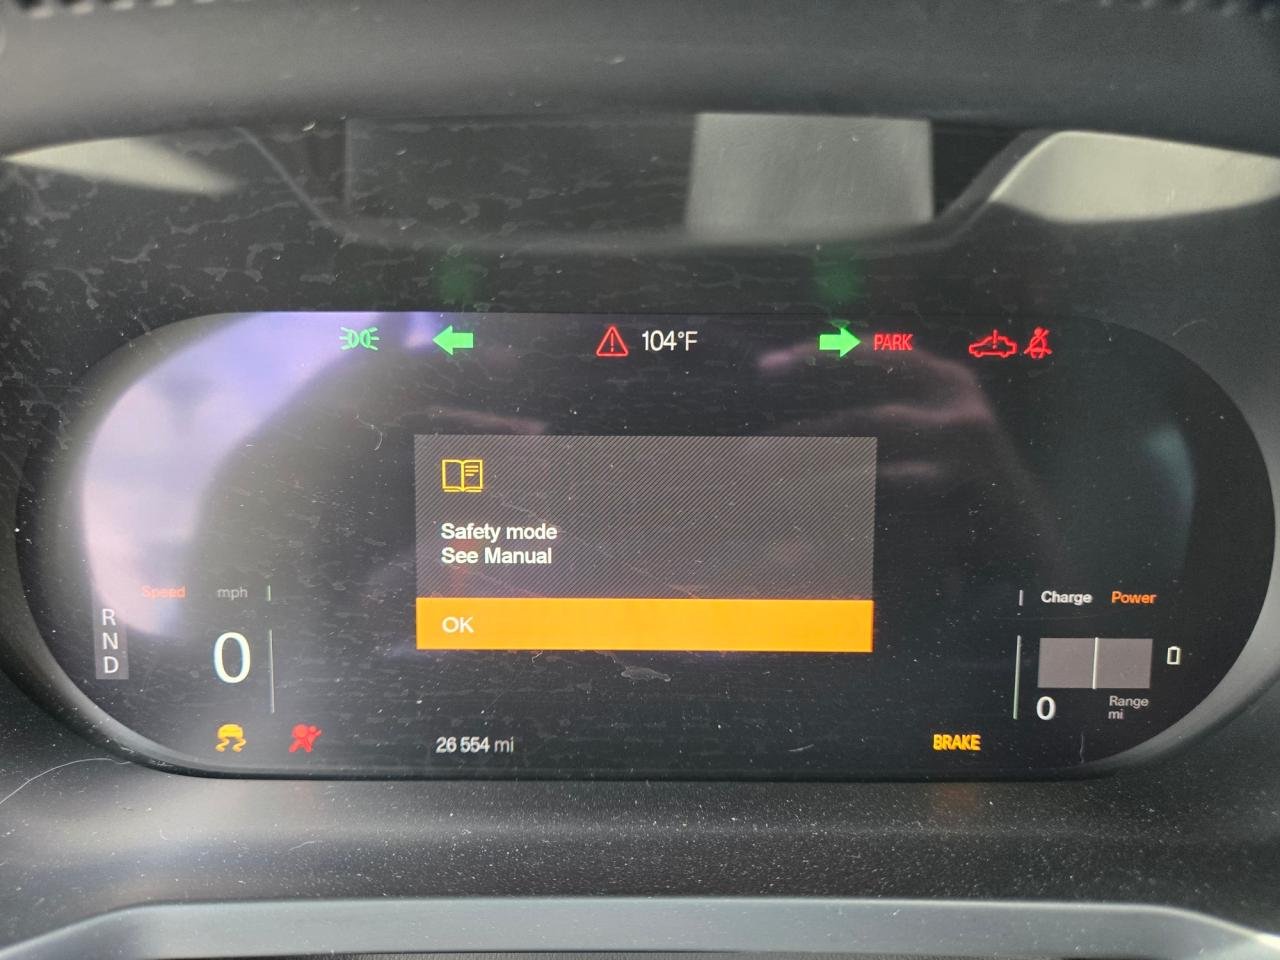 104°F
PARK
Safety mode
See Manual
OK
Speed mph
R
N
D
0
Charge Power
0
Range
mi
26 554 mi
BRAKE